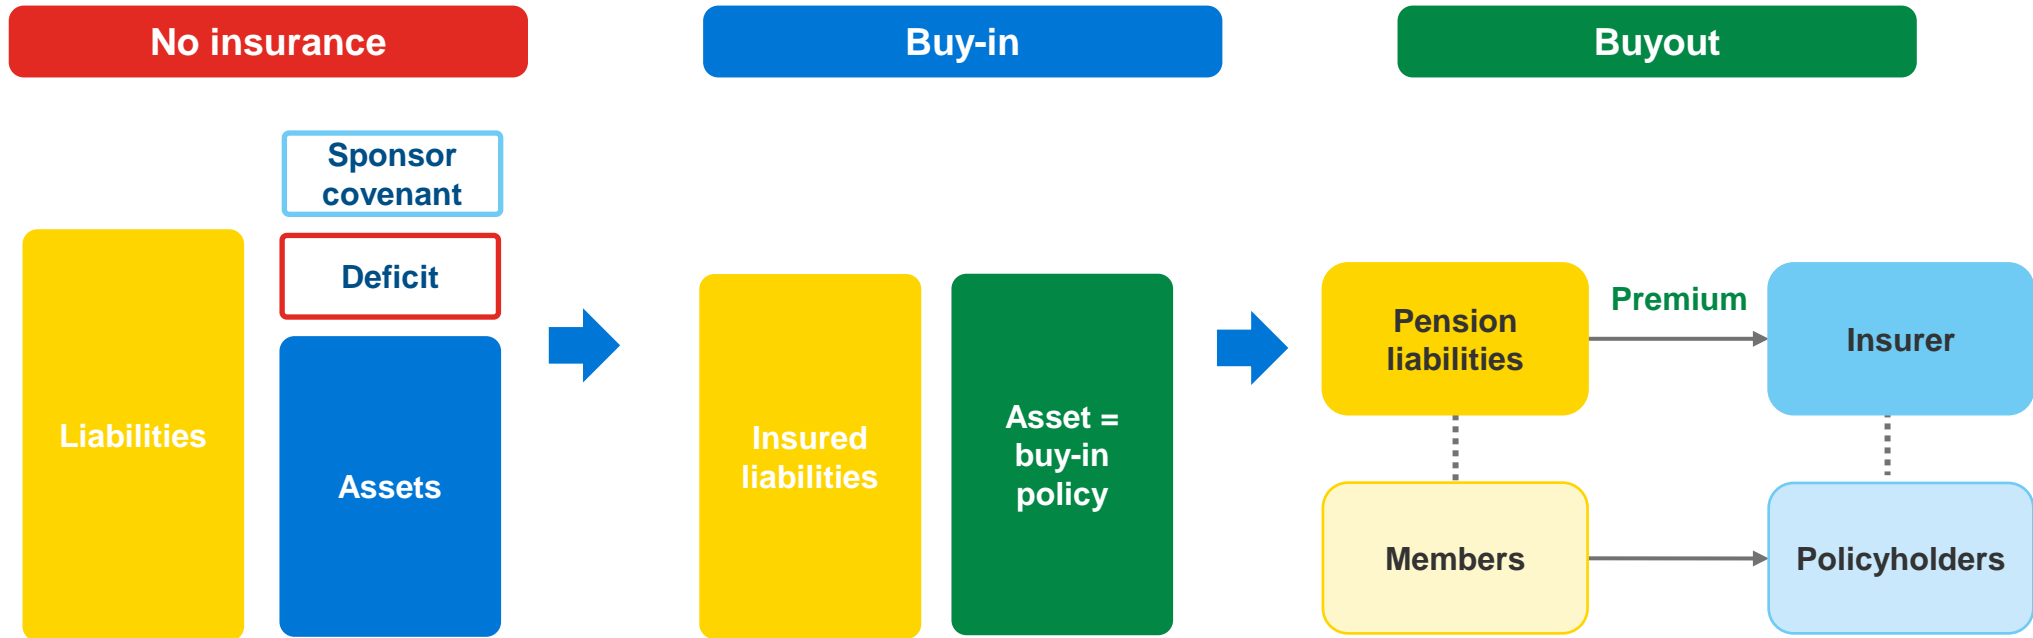 No insurance
Buy-in
Buyout
Sponsor
covenant
Deficit
Liabilities
Assets
Insured
liabilities
Asset =
buy-in
policy
Pension
liabilities
Premium
Insurer
Members
Policyholders